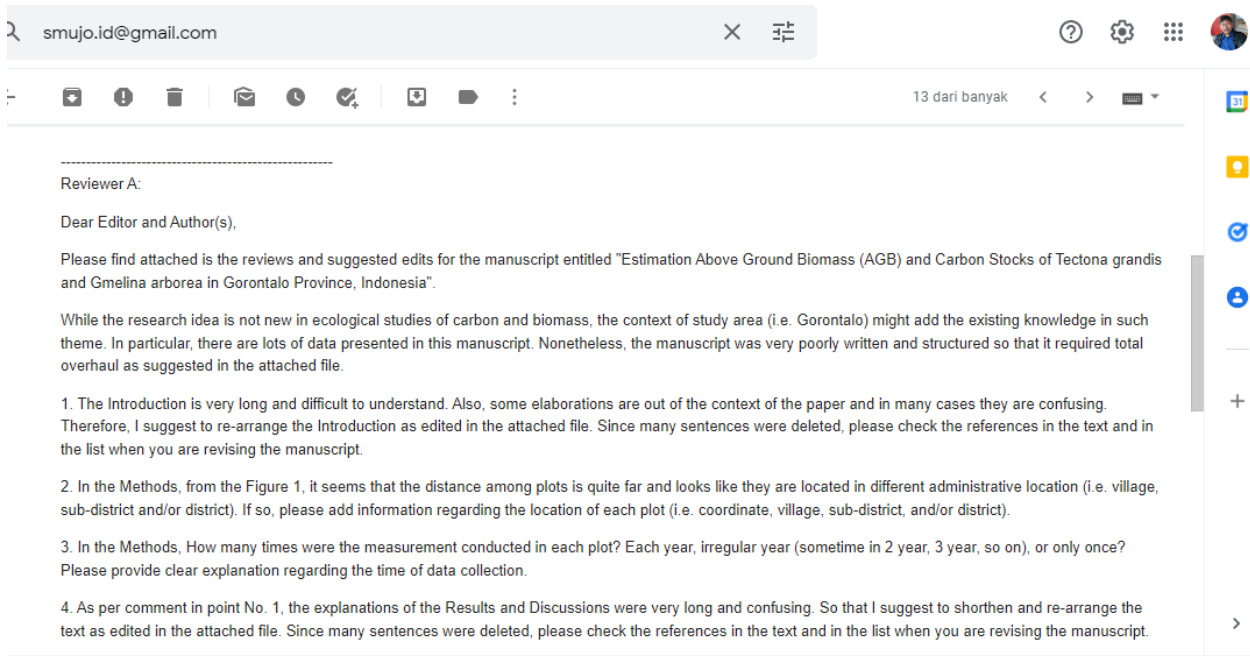 smujo.id@gmail.com
13 dari banyak
31
------------------------------------------------------
Reviewer A:
Dear Editor and Author(s),
Please find attached is the reviews and suggested edits for the manuscript entitled "Estimation Above Ground Biomass (AGB) and Carbon Stocks of Tectona grandis
and Gmelina arborea in Gorontalo Province, Indonesia".
While the research idea is not new in ecological studies of carbon and biomass, the context of study area (i.e. Gorontalo) might add the existing knowledge in such
theme. In particular, there are lots of data presented in this manuscript. Nonetheless, the manuscript was very poorly written and structured so that it required total
overhaul as suggested in the attached file.
1. The Introduction is very long and difficult to understand. Also, some elaborations are out of the context of the paper and in many cases they are confusing.
Therefore, I suggest to re-arrange the Introduction as edited in the attached file. Since many sentences were deleted, please check the references in the text and in
the list when you are revising the manuscript.
2. In the Methods, from the Figure 1, it seems that the distance among plots is quite far and looks like they are located in different administrative location (i.e. village,
sub-district and/or district). If so, please add information regarding the location of each plot (i.e. coordinate, village, sub-district, and/or district).
3. In the Methods, How many times were the measurement conducted in each plot? Each year, irregular year (sometime in 2 year, 3 year, so on), or only once?
Please provide clear explanation regarding the time of data collection.
4. As per comment in point No. 1, the explanations of the Results and Discussions were very long and confusing. So that I suggest to shorthen and re-arrange the
text as edited in the attached file. Since many sentences were deleted, please check the references in the text and in the list when you are revising the manuscript.